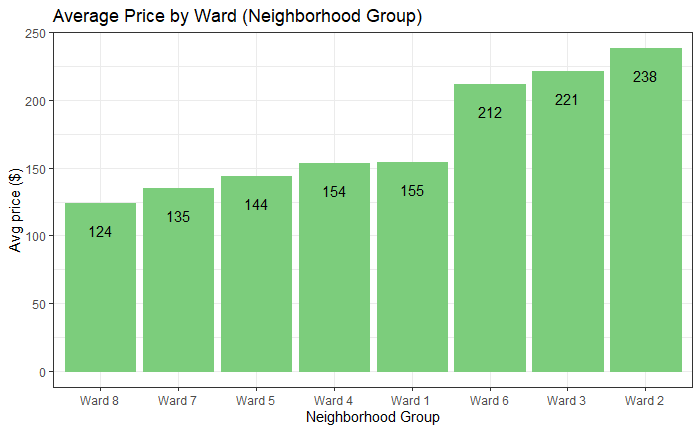 Average Price by Ward (Neighborhood Group)
Avg price ($)
250
200
150
100
50
0
124
135
144
154
155
212
221
238
Ward 8
Ward 7
Ward 5
Ward 4
Ward 1
Ward 6
Ward 3
Ward 2
Neighborhood Group